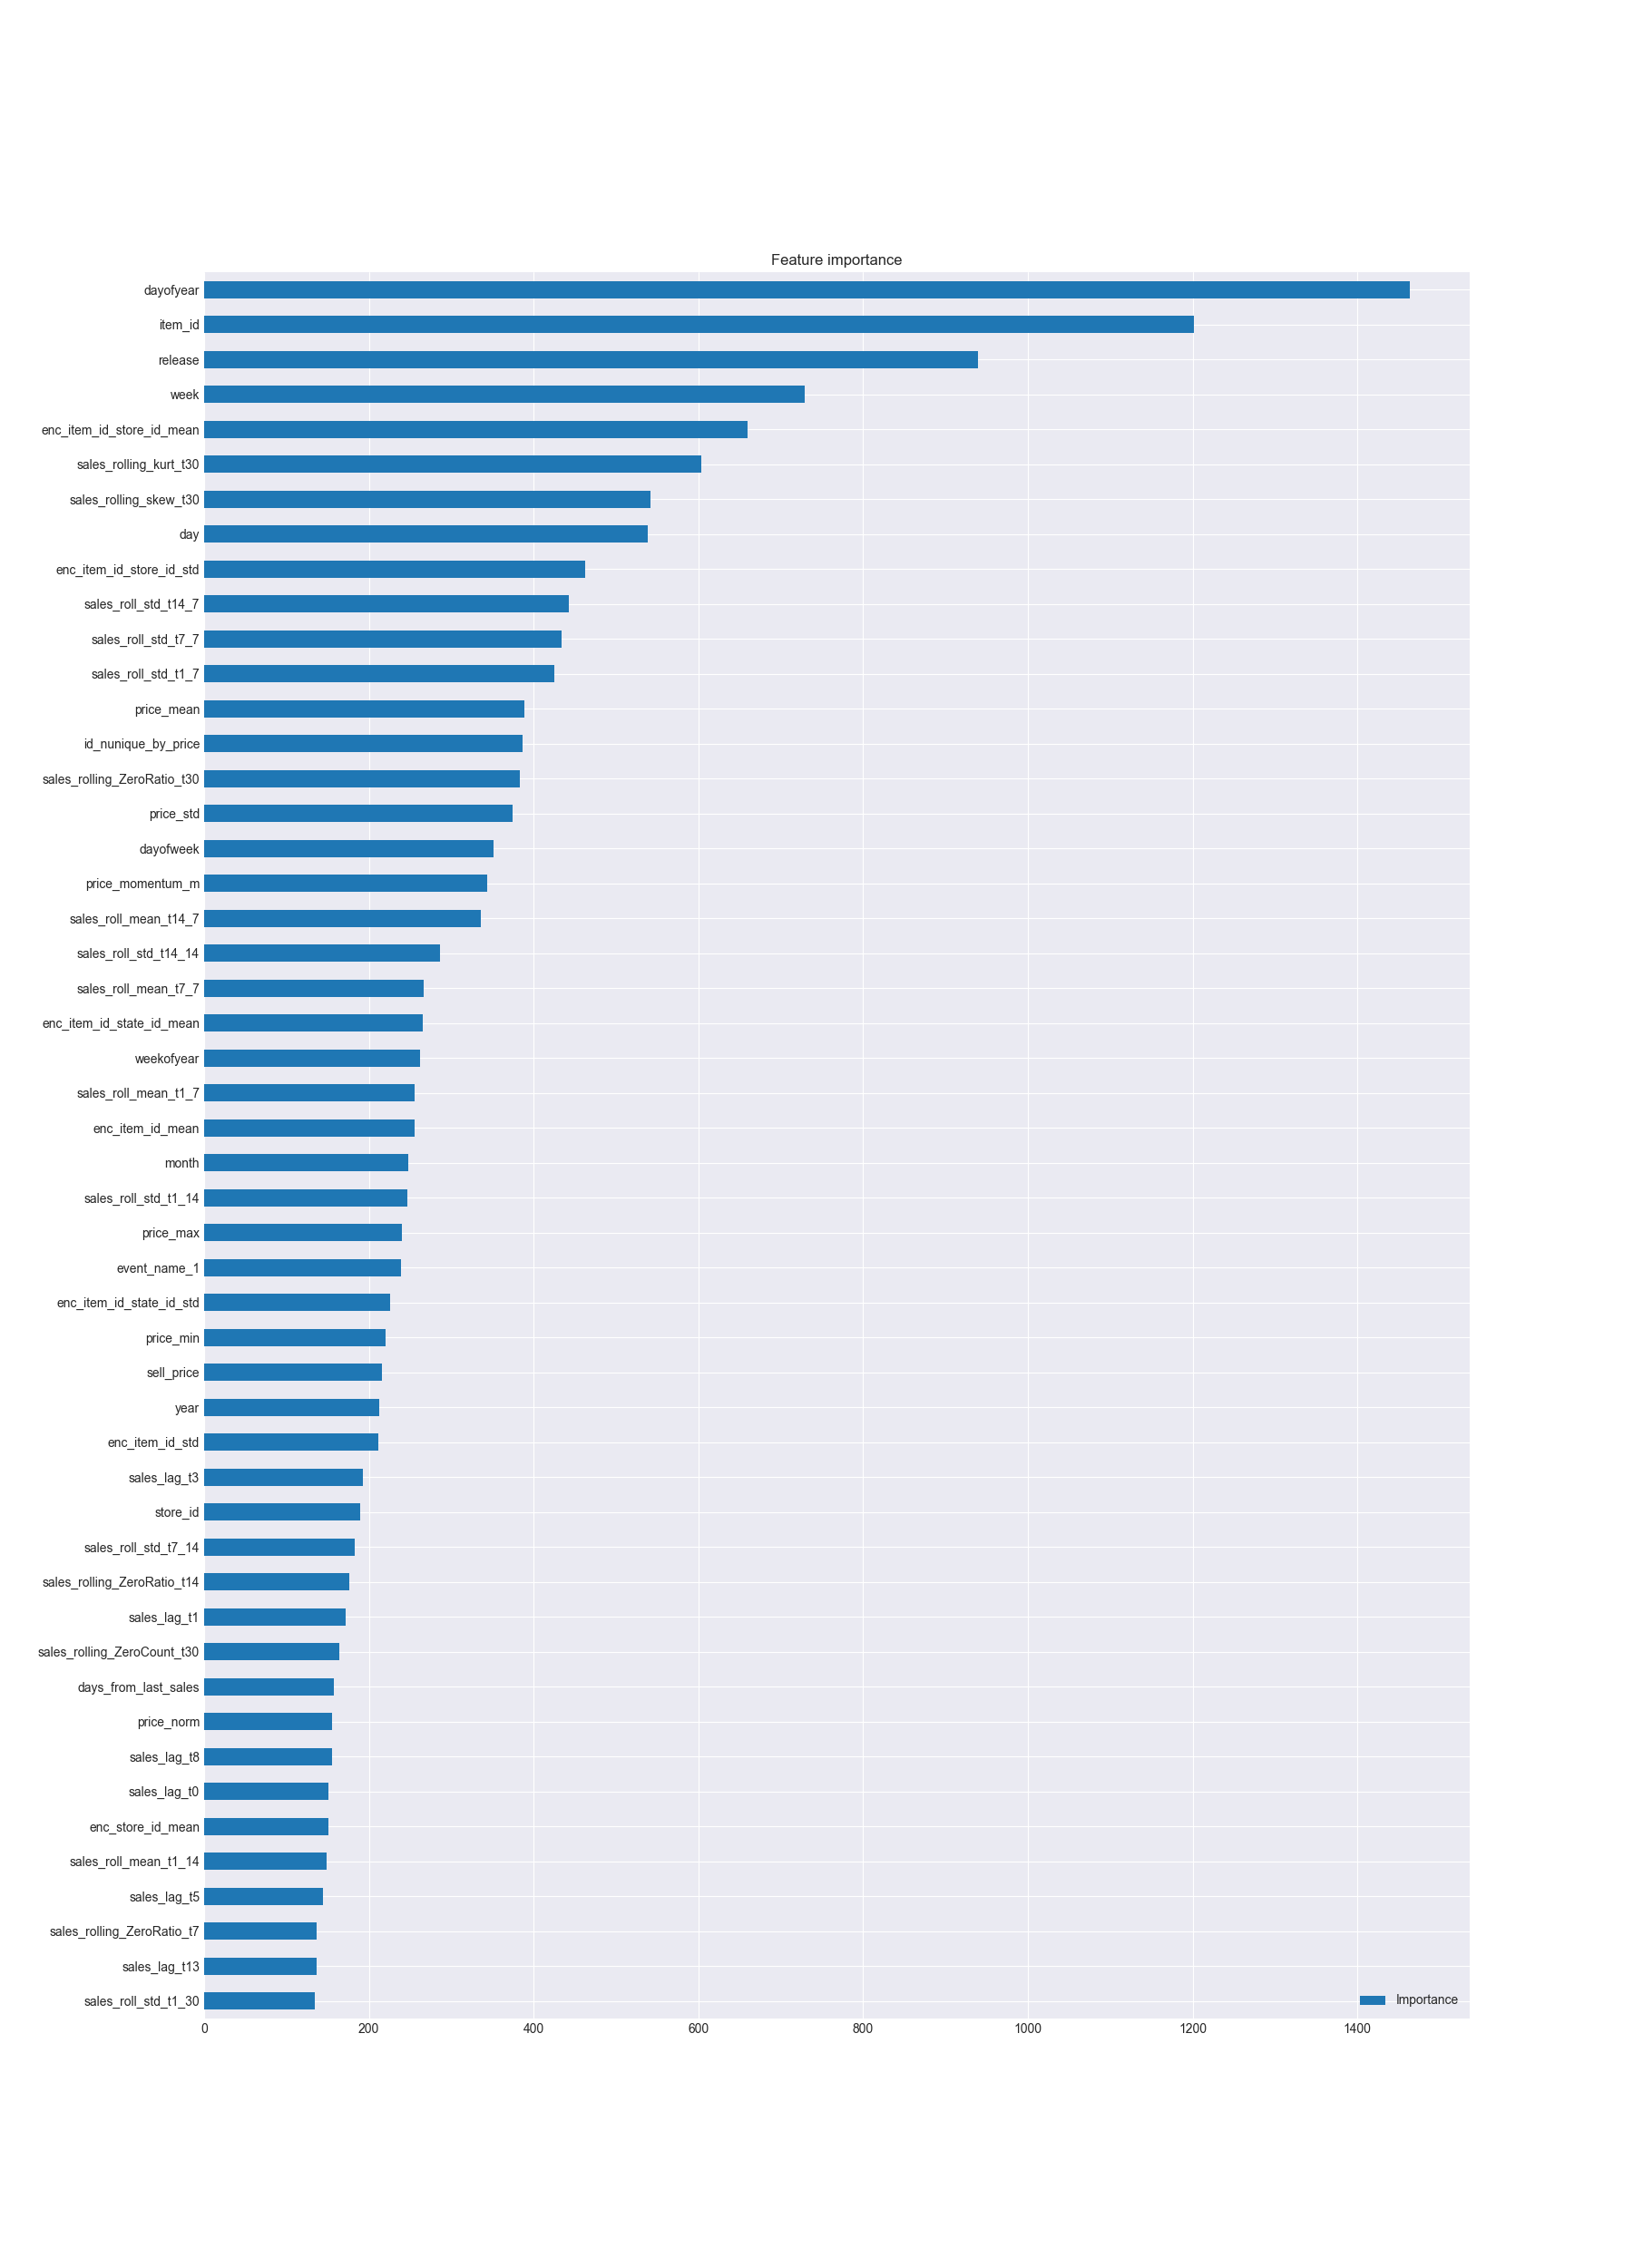 Feature importance
dayofyear
item_id
release
week
enc_item_id_store_id_mean
sales_rolling_kurt_t30
sales_rolling_skew_t30
day
enc_item_id_store_id_std
sales_roll_std_t14_7
sales_roll_std_t7_7
sales_roll_std_t1_7
price_mean
id_nunique_by_price
sales_rolling_ZeroRatio_t30
price_std
dayofweek
price_momentum_m
sales_roll_mean_t14_7
sales_roll_std_t14_14
sales_roll_mean_t7_7
enc_item_id_state_id_mean
weekofyear
sales_roll_mean_t1_7
enc_item_id_mean
month
sales_roll_std_t1_14
price_max
event_name_1
enc_item_id_state_id_std
price_min
sell_price
year
enc_item_id_std
sales_lag_t3
store_id
sales_roll_std_t7_14
sales_rolling_ZeroRatio_t14
sales_lag_t1
sales_rolling_ZeroCount_t30
days_from_last_sales
price_norm
sales_lag_t8
sales_lag_t0
enc_store_id_mean
sales_roll_mean_t1_14
sales_lag_t5
sales_rolling_ZeroRatio_t7
sales_lag_t13
sales_roll_std_t1_30
Importance
0 200 400 600 800 1000 1200 1400